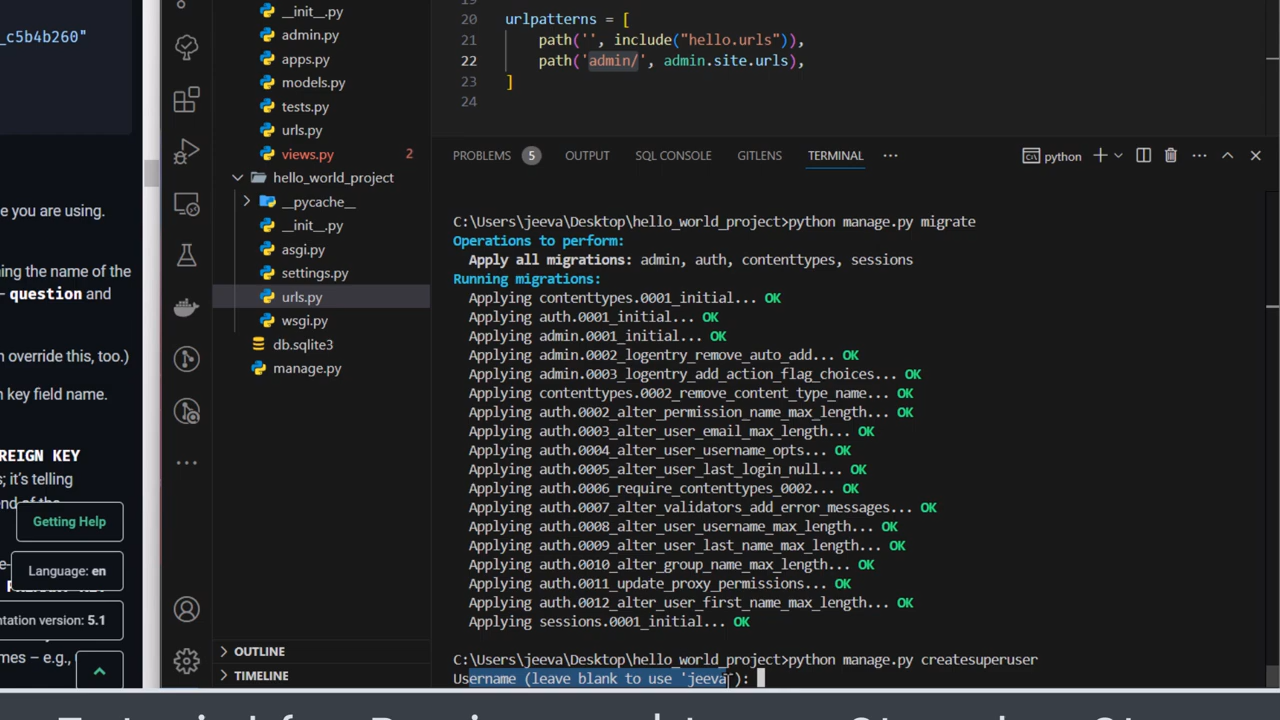 _c5b4b260"
e you are using.
ing the name of the
– question and
n override this, too.)
n key field name.
REIGN KEY
s; it's telling
Getting Help
Language: en
ntation version: 5.1
mes – e.g.,
__init__.py
admin.py
apps.py
models.py
tests.py
urls.py
views.py 2
hello_world_project
__pycache__
__init__.py
asgi.py
settings.py
urls.py
wsgi.py
db.sqlite3
manage.py
OUTLINE
TIMELINE
19
20 urlpatterns = [
21 path('', include("hello.urls")),
22 path('admin/', admin.site.urls),
23 ]
24
PROBLEMS 5 OUTPUT SQL CONSOLE GITLENS TERMINAL ··· python
C:\Users\jeeva\Desktop\hello_world_project>python manage.py migrate
Operations to perform:
Apply all migrations: admin, auth, contenttypes, sessions
Running migrations:
Applying contenttypes.0001_initial... OK
Applying auth.0001_initial... OK
Applying admin.0001_initial... OK
Applying admin.0002_logentry_remove_auto_add... OK
Applying admin.0003_logentry_add_action_flag_choices... OK
Applying contenttypes.0002_remove_content_type_name... OK
Applying auth.0002_alter_permission_name_max_length... OK
Applying auth.0003_alter_user_email_max_length... OK
Applying auth.0004_alter_user_username_opts... OK
Applying auth.0005_alter_user_last_login_null... OK
Applying auth.0006_require_contenttypes_0002... OK
Applying auth.0007_alter_validators_add_error_messages... OK
Applying auth.0008_alter_user_username_max_length... OK
Applying auth.0009_alter_user_last_name_max_length... OK
Applying auth.0010_alter_group_name_max_length... OK
Applying auth.0011_update_proxy_permissions... OK
Applying auth.0012_alter_user_first_name_max_length... OK
Applying sessions.0001_initial... OK
C:\Users\jeeva\Desktop\hello_world_project>python manage.py createsuperuser
Username (leave blank to use 'jeeva'):